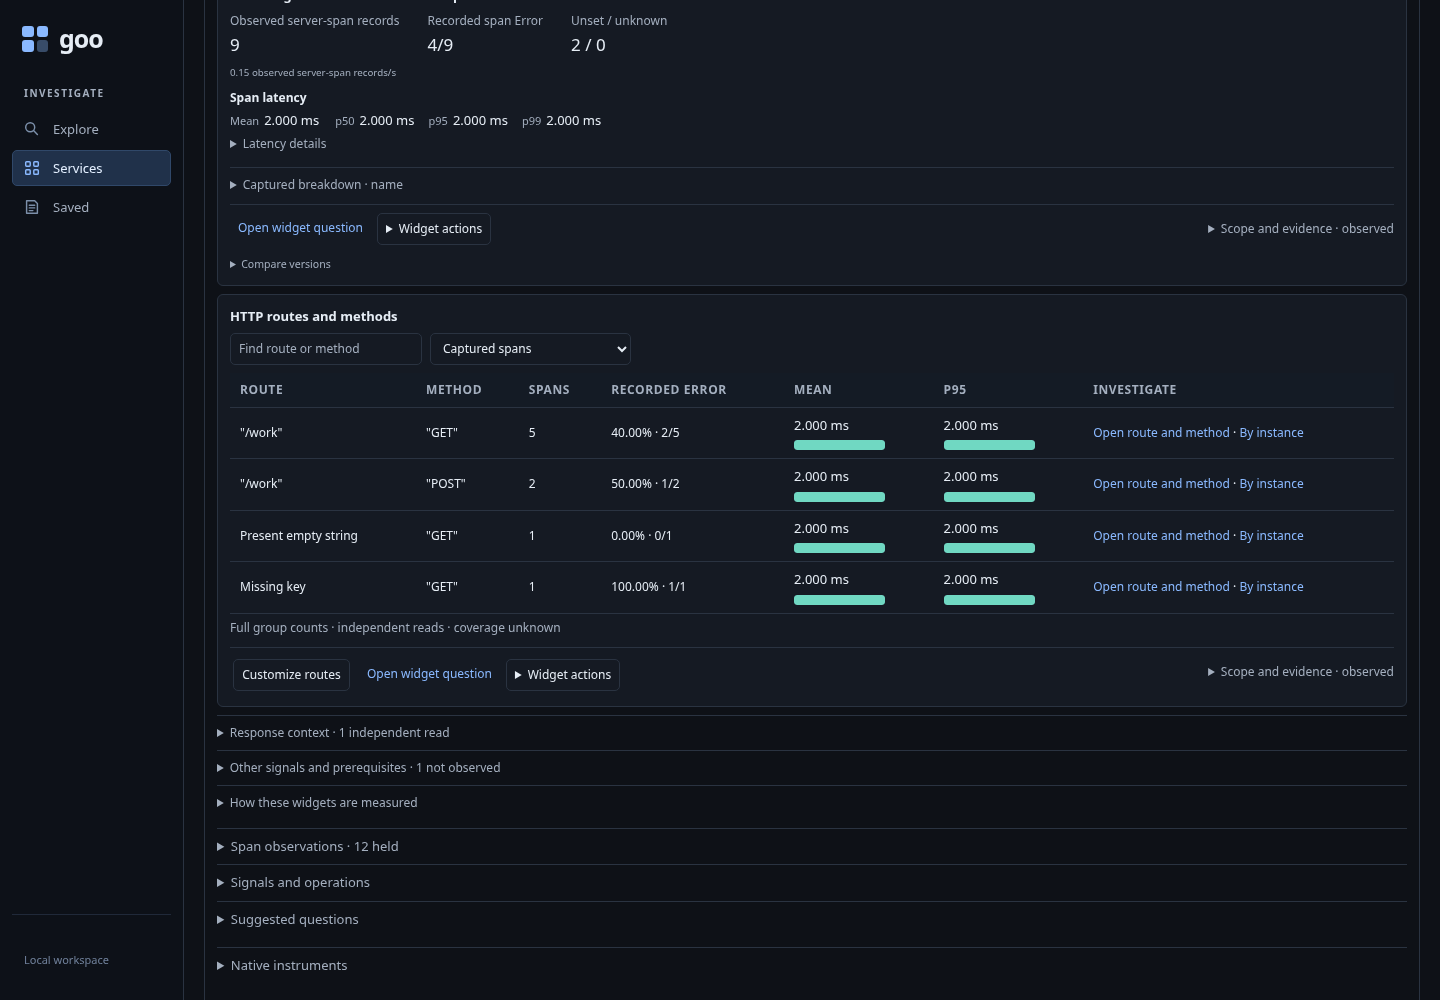 goo
INVESTIGATE
Explore
Services
Saved
Local workspace
Observed server-span records Recorded span Error Unset / unknown
9 4/9 2 / 0
0.15 observed server-span records/s
Span latency
Mean 2.000 ms p50 2.000 ms p95 2.000 ms p99 2.000 ms
Latency details
Captured breakdown · name
Open widget question Widget actions Scope and evidence · observed
Compare versions
HTTP routes and methods
Find route or method Captured spans
ROUTE METHOD SPANS RECORDED ERROR MEAN P95 INVESTIGATE
"/work" "GET" 5 40.00% · 2/5 2.000 ms 2.000 ms Open route and method · By instance
"/work" "POST" 2 50.00% · 1/2 2.000 ms 2.000 ms Open route and method · By instance
Present empty string "GET" 1 0.00% · 0/1 2.000 ms 2.000 ms Open route and method · By instance
Missing key "GET" 1 100.00% · 1/1 2.000 ms 2.000 ms Open route and method · By instance
Full group counts · independent reads · coverage unknown
Customize routes Open widget question Widget actions Scope and evidence · observed
Response context · 1 independent read
Other signals and prerequisites · 1 not observed
How these widgets are measured
Span observations · 12 held
Signals and operations
Suggested questions
Native instruments